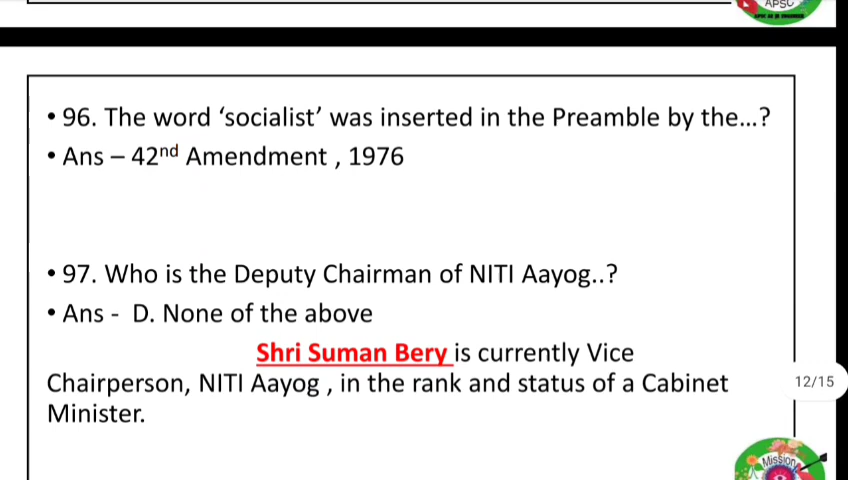 APSC
• 96. The word ‘socialist’ was inserted in the Preamble by the...?
• Ans – 42nd Amendment , 1976
• 97. Who is the Deputy Chairman of NITI Aayog..?
• Ans - D. None of the above
Shri Suman Bery is currently Vice
Chairperson, NITI Aayog , in the rank and status of a Cabinet
Minister.
12/15
Mission